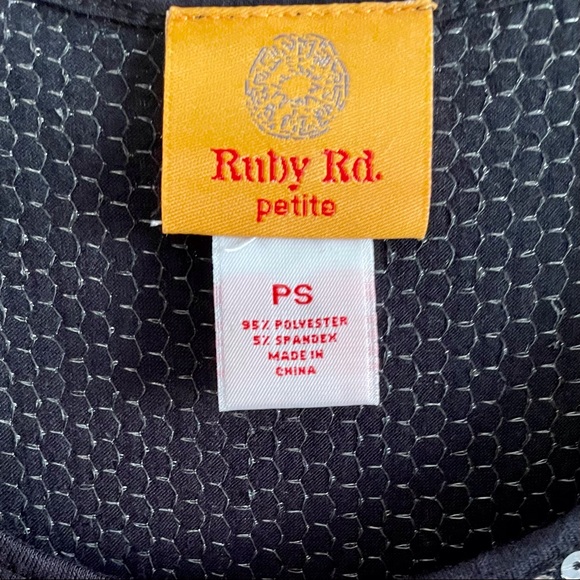 Ruby Rd.
petite
PS
95% POLYESTER
5% SPANDEX
MADE IN
CHINA